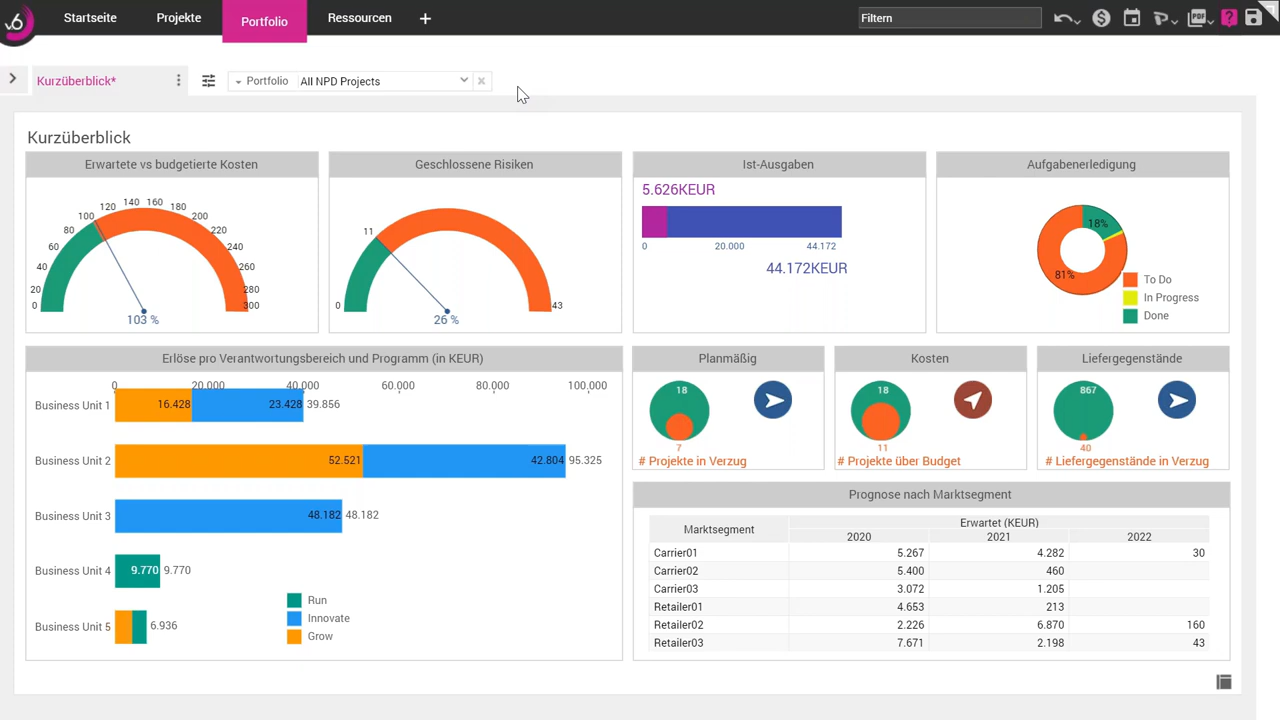 v6 Startseite Projekte Portfolio Ressourcen + Filtern
Kurzüberblick* Portfolio All NPD Projects
Kurzüberblick
Erwartete vs budgetierte Kosten
0 20 40 60 80 100 120 140 160 180 200 220 240 260 280 300
103 %
Geschlossene Risiken
0 11 43
26 %
Ist-Ausgaben
5.626KEUR
0 20.000 44.172
44.172KEUR
Aufgabenerledigung
18%
81%
To Do
In Progress
Done
Erlöse pro Verantwortungsbereich und Programm (in KEUR)
0 20,000 40,000 60,000 80,000 100,000
Business Unit 1 16.428 23.428 39.856
Business Unit 2 52.521 42.804 95.325
Business Unit 3 48.182 48.182
Business Unit 4 9.770 9.770
Business Unit 5 6.936
Run
Innovate
Grow
Planmäßig
18
7
# Projekte in Verzug
Kosten
18
11
# Projekte über Budget
Liefergegenstände
867
40
# Liefergegenstände in Verzug
Prognose nach Marktsegment
Marktsegment Erwartet (KEUR)
2020 2021 2022
Carrier01 5.267 4.282 30
Carrier02 5.400 460
Carrier03 3.072 1.205
Retailer01 4.653 213
Retailer02 2.226 6.870 160
Retailer03 7.671 2.198 43